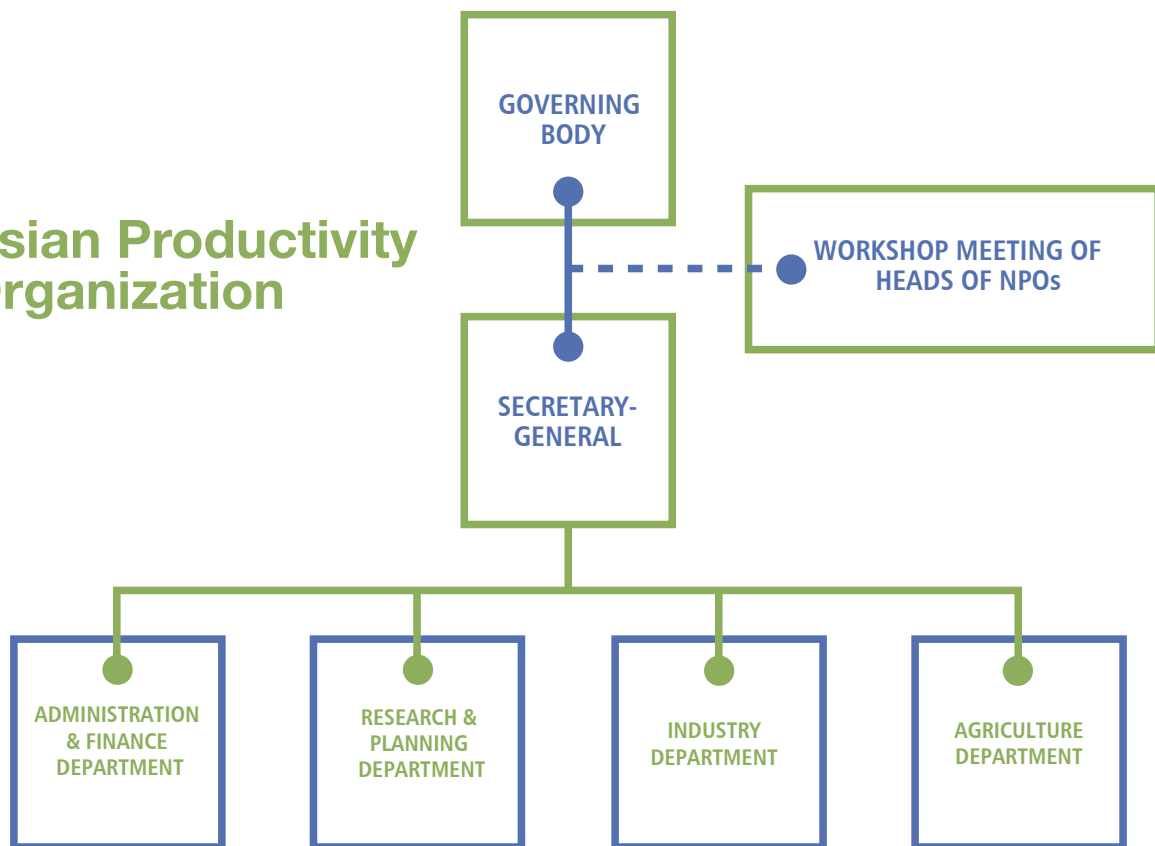 GOVERNING
BODY
sian Productivity
rganization
WORKSHOP MEETING OF
HEADS OF NPOs
SECRETARY-
GENERAL
ADMINISTRATION
& FINANCE
DEPARTMENT
RESEARCH &
PLANNING
DEPARTMENT
INDUSTRY
DEPARTMENT
AGRICULTURE
DEPARTMENT